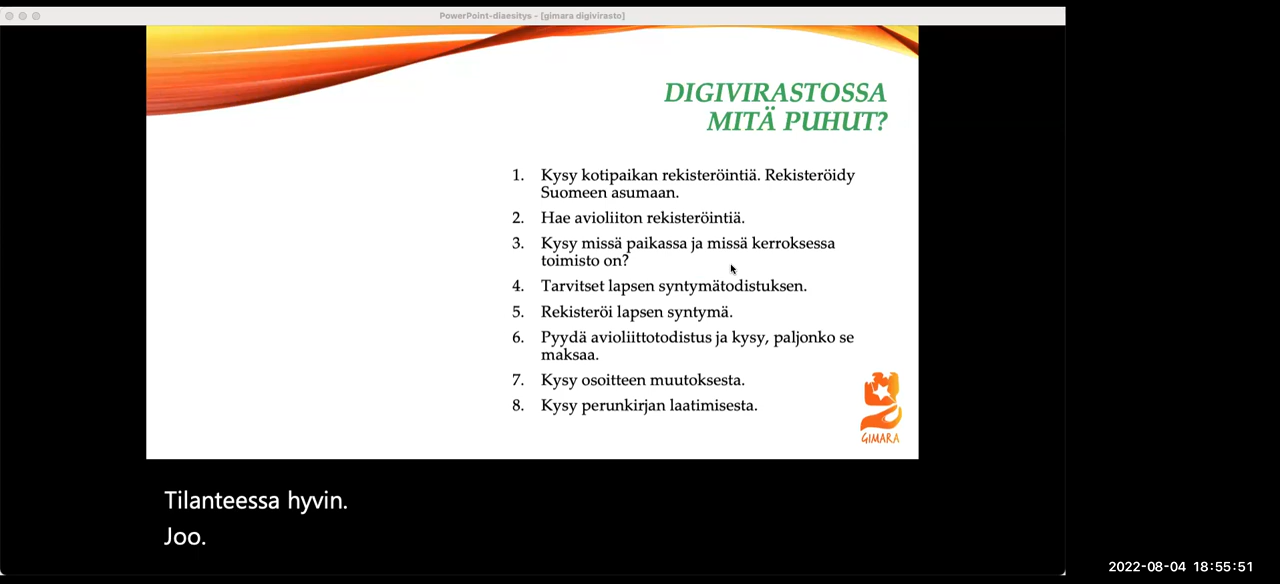 PowerPoint-diaesitys - [gimara digivirasto]
DIGIVIRASTOSSA
MITÄ PUHUT?
1. Kysy kotipaikan rekisteröintiä. Rekisteröidy
Suomeen asumaan.
2. Hae avioliiton rekisteröintiä.
3. Kysy missä paikassa ja missä kerroksessa
toimisto on?
4. Tarvitset lapsen syntymätodistuksen.
5. Rekisteröi lapsen syntymä.
6. Pyydä avioliittotodistus ja kysy, paljonko se
maksaa.
7. Kysy osoitteen muutoksesta.
8. Kysy perunkirjan laatimisesta.
GIMARA
Tilanteessa hyvin.
Joo.
2022-08-04 18:55:51